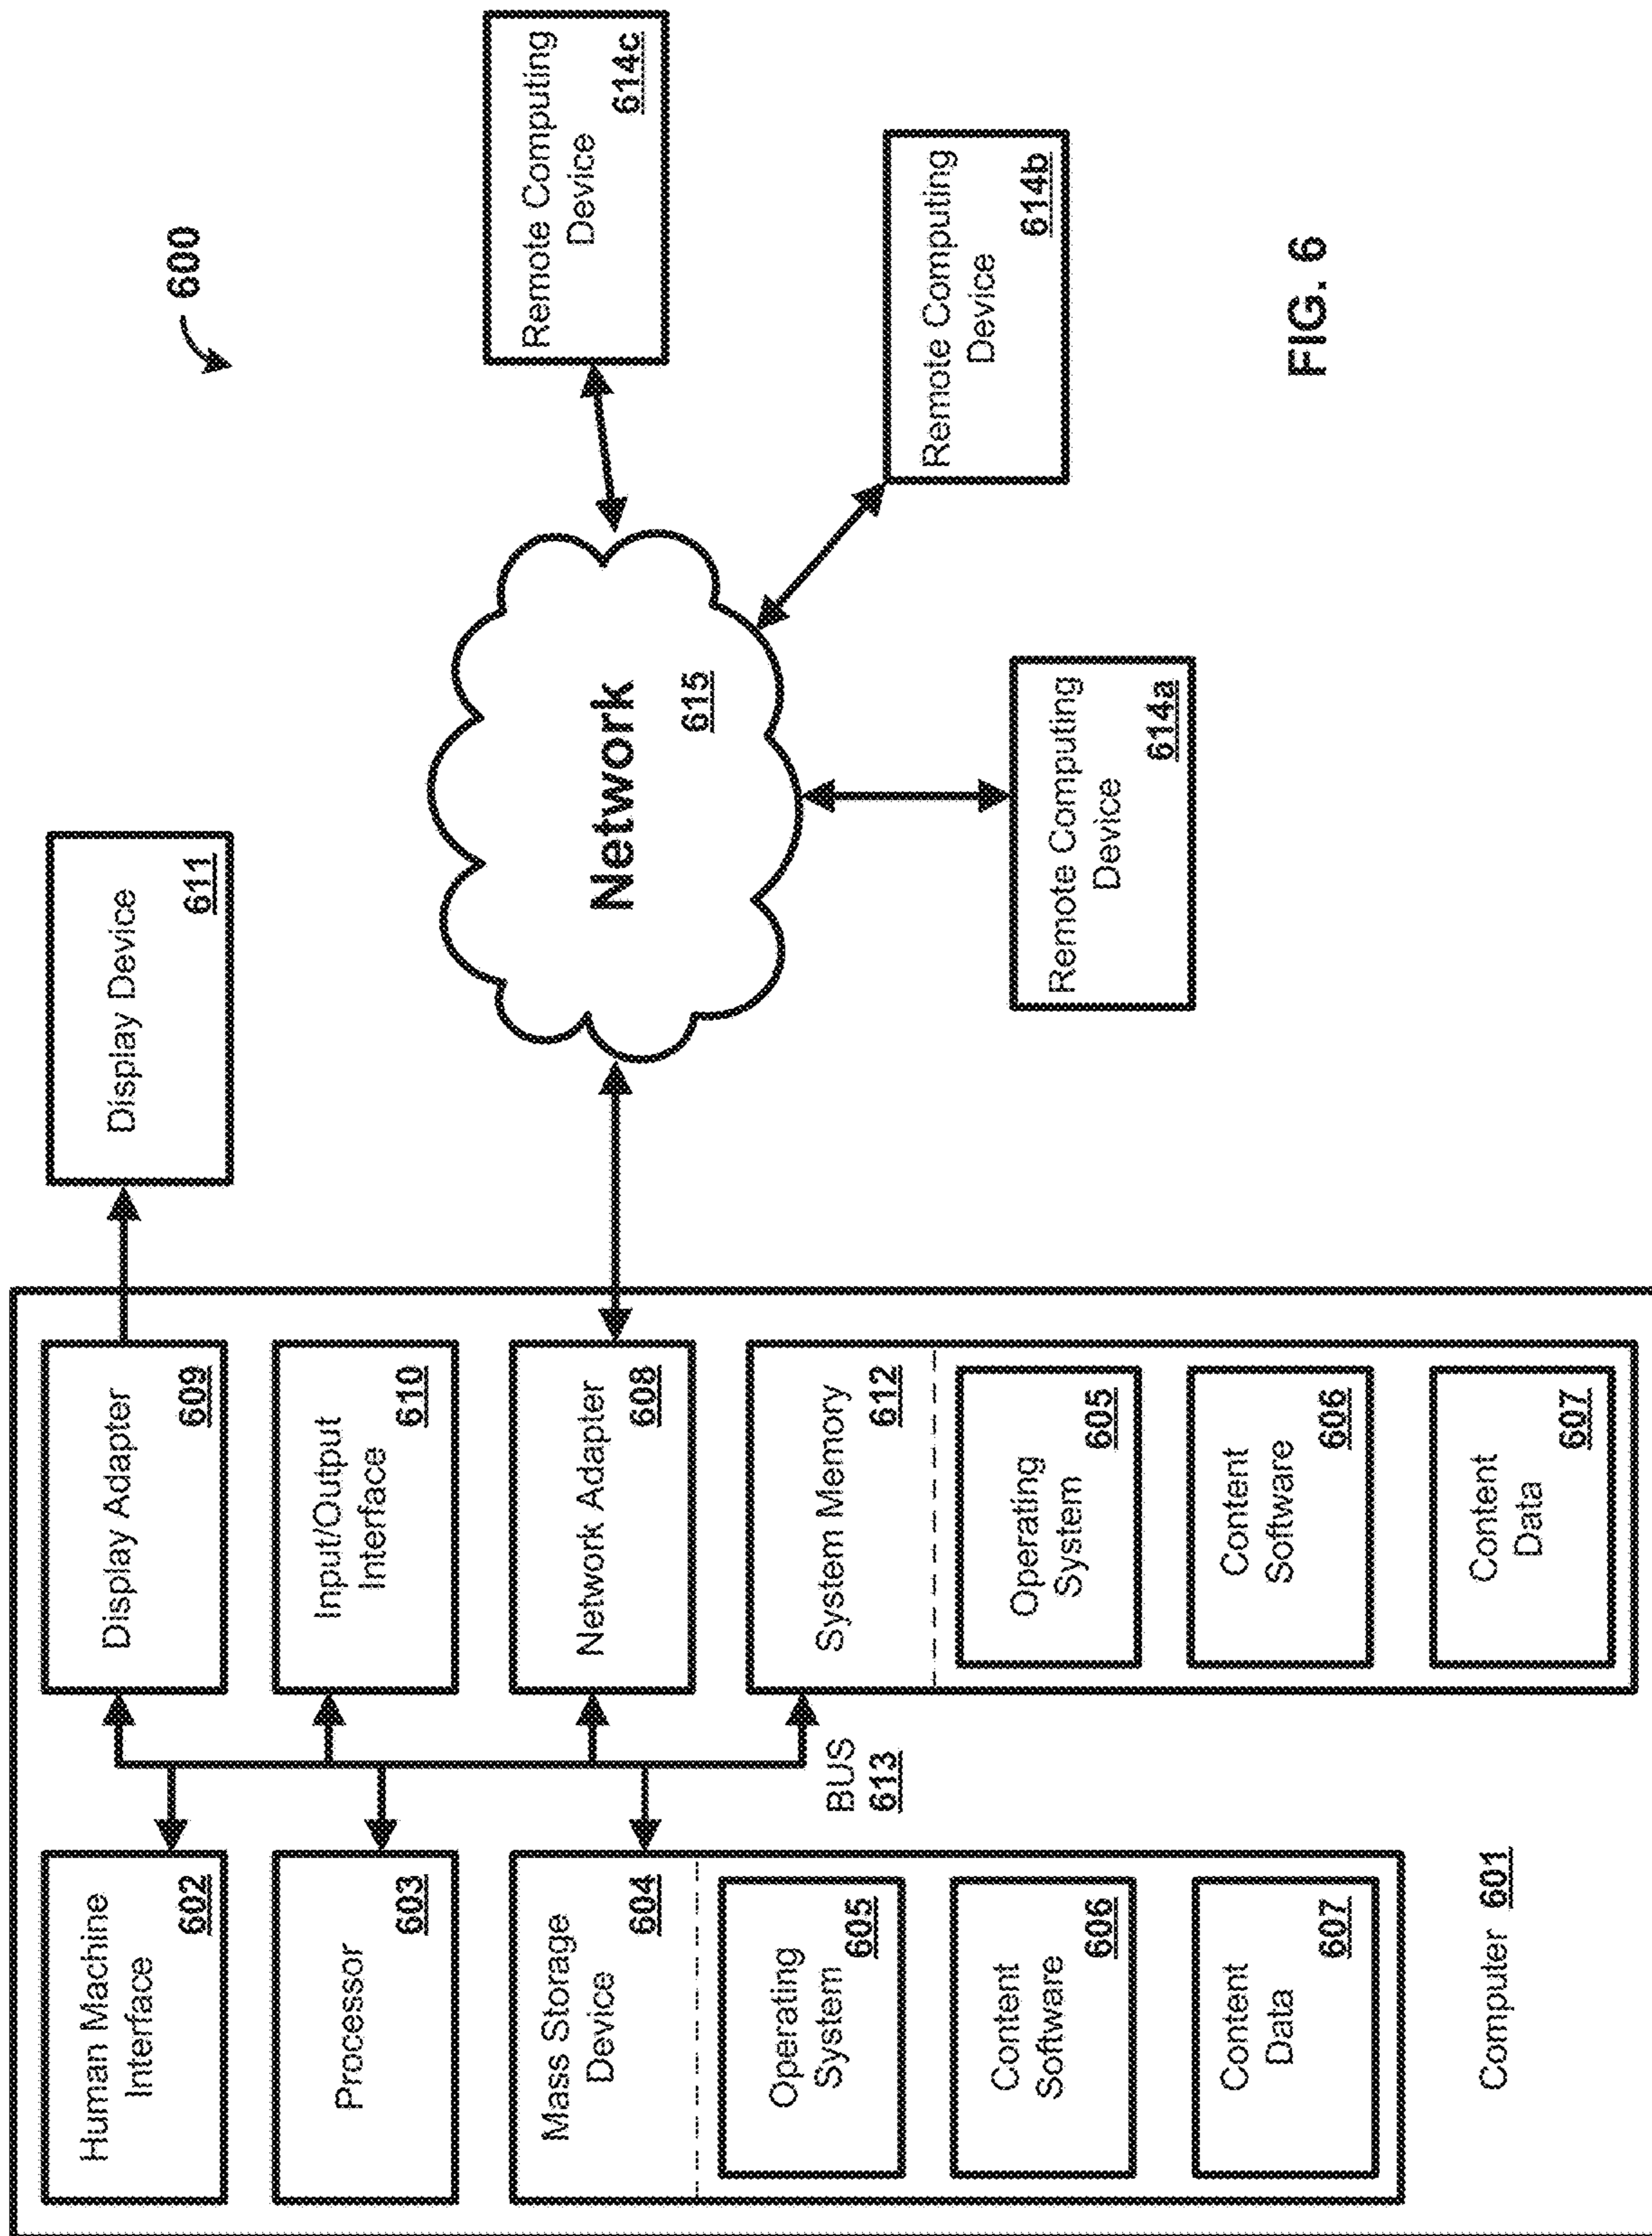 600
Human Machine
Interface
602
Processor
603
Mass Storage
Device
604
Operating
System
605
Content
Software
606
Content
Data
607
Computer 601
BUS
613
Display Adapter
609
Input/Output
Interface
610
Network Adapter
608
System Memory
612
Operating
System
605
Content
Software
606
Content
Data
607
Display Device
611
Network
615
Remote Computing
Device
614a
Remote Computing
Device
614b
Remote Computing
Device
614c
FIG. 6